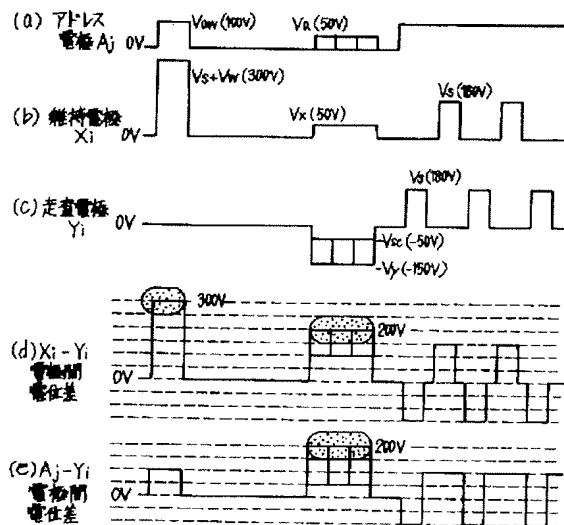 (a) アドレス
電極 Aj
0V
Vaw(100V)
Va(50V)
Vs+Vw(300V)
(b) 維持電極
Xi
0V
Vx(50V)
Vs(180V)
(c) 走査電極
Yi
0V
Vs(180V)
-Vsc(-50V)
-Vy(-150V)
300V
200V
(d) Xi-Yi
電極間
電位差
0V
200V
(e) Aj-Yi
電極間
電位差
0V